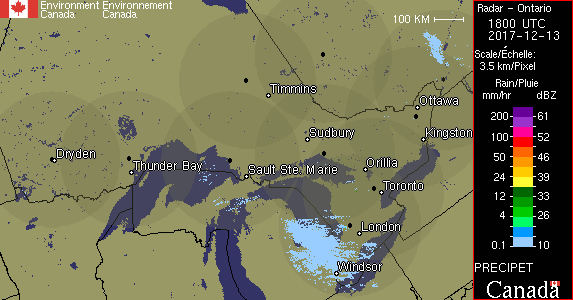 Environment Environnement
Canada Canada
100 KM
Timmins
Ottawa
Sudbury
Kingston
Dryden
Thunder Bay
Sault Ste. Marie
Orillia
Toronto
London
Windsor
Radar - Ontario
1800 UTC
2017-12-13
Scale/Échelle:
3.5 km/Pixel
Rain/Pluie
mm/hr dBZ
200 61
100 52
50 46
24 39
12 33
4 26
0.1 10
PRECIPET
Canada